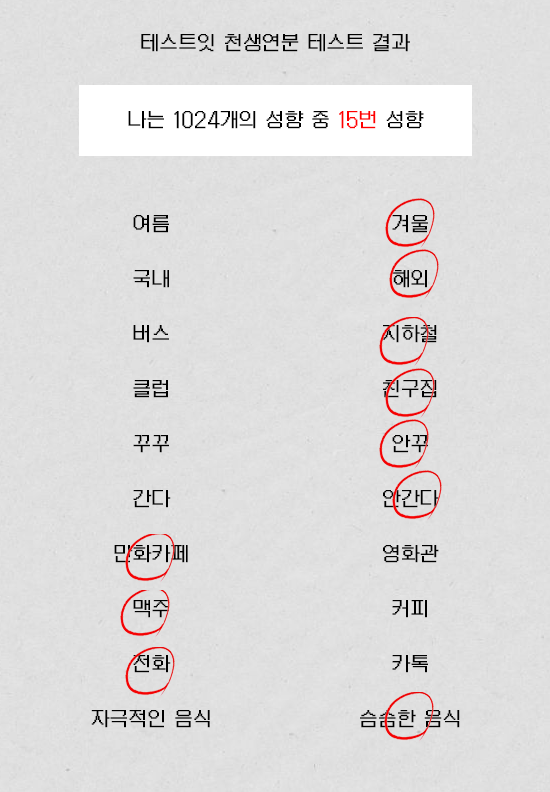 테스트잇 천생연분 테스트 결과
나는 1024개의 성향 중 15번 성향
여름 겨울
국내 해외
버스 지하철
클럽 친구집
꾸꾸 안꾸
간다 안간다
만화카페 영화관
맥주 커피
전화 카톡
자극적인 음식 슴슴한 음식